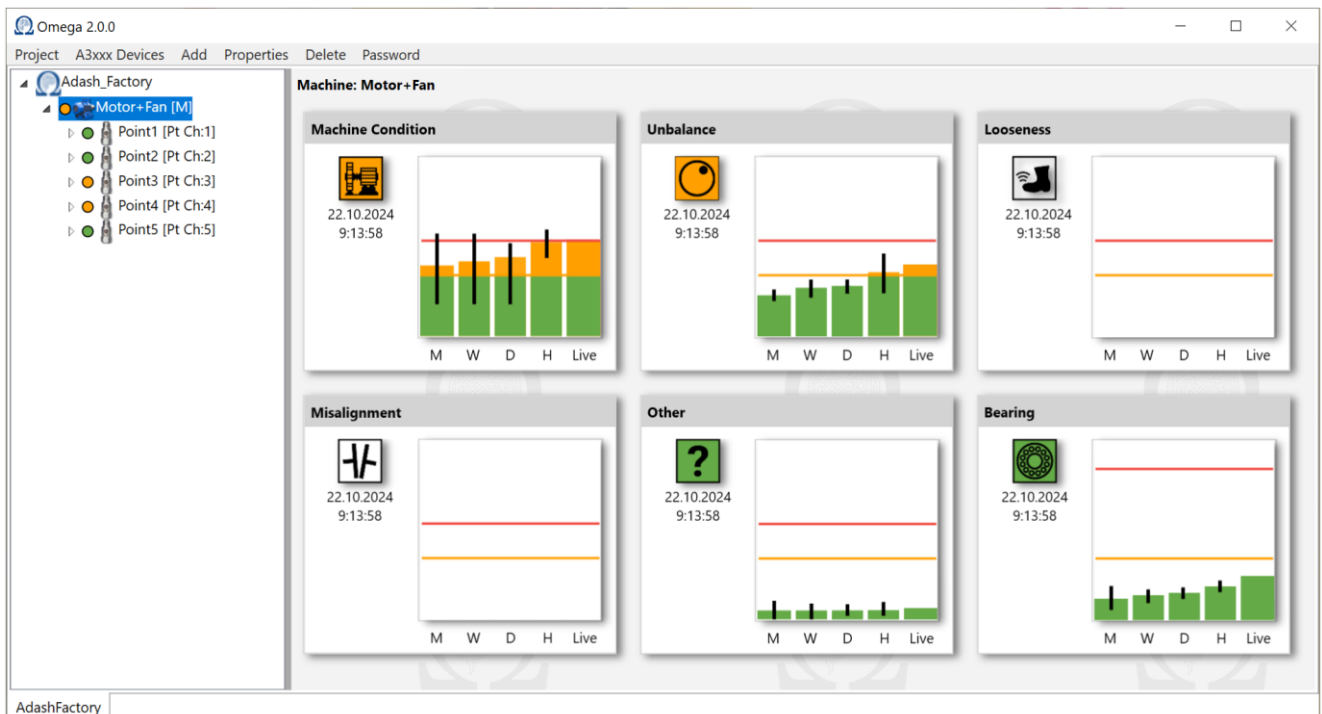 Omega 2.0.0
Project A3xxx Devices Add Properties Delete Password
Adash_Factory
Motor+Fan [M]
Point1 [Pt Ch:1]
Point2 [Pt Ch:2]
Point3 [Pt Ch:3]
Point4 [Pt Ch:4]
Point5 [Pt Ch:5]
Machine: Motor+Fan
Machine Condition
22.10.2024
9:13:58
M W D H Live
Unbalance
22.10.2024
9:13:58
M W D H Live
Looseness
22.10.2024
9:13:58
M W D H Live
Misalignment
22.10.2024
9:13:58
M W D H Live
Other
?
22.10.2024
9:13:58
M W D H Live
Bearing
22.10.2024
9:13:58
M W D H Live
AdashFactory